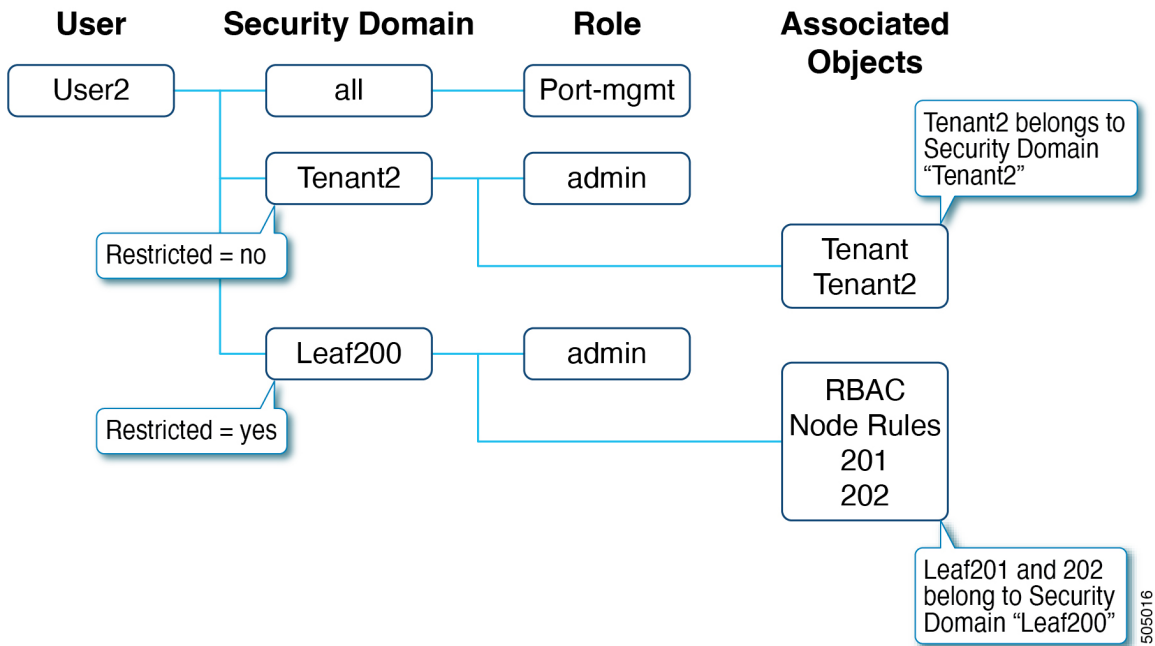 User
Security Domain
Role
Associated
Objects
User2
all
Port-mgmt
Tenant2 belongs to
Security Domain
“Tenant2”
Tenant2
admin
Restricted = no
Tenant
Tenant2
Leaf200
admin
Restricted = yes
RBAC
Node Rules
201
202
Leaf201 and 202
belong to Security
Domain “Leaf200”
505016